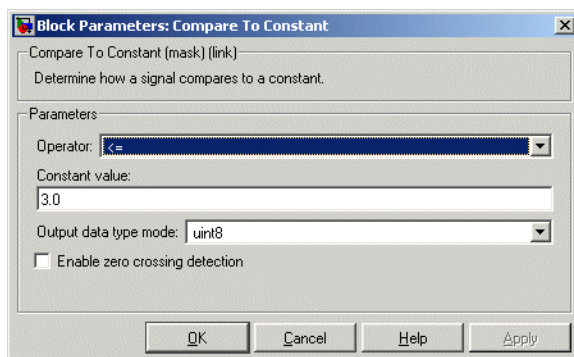 Block Parameters: Compare To Constant
Compare To Constant (mask) (link)
Determine how a signal compares to a constant.
Parameters
Operator: <=
Constant value:
3.0
Output data type mode: uint8
Enable zero crossing detection
OK Cancel Help Apply